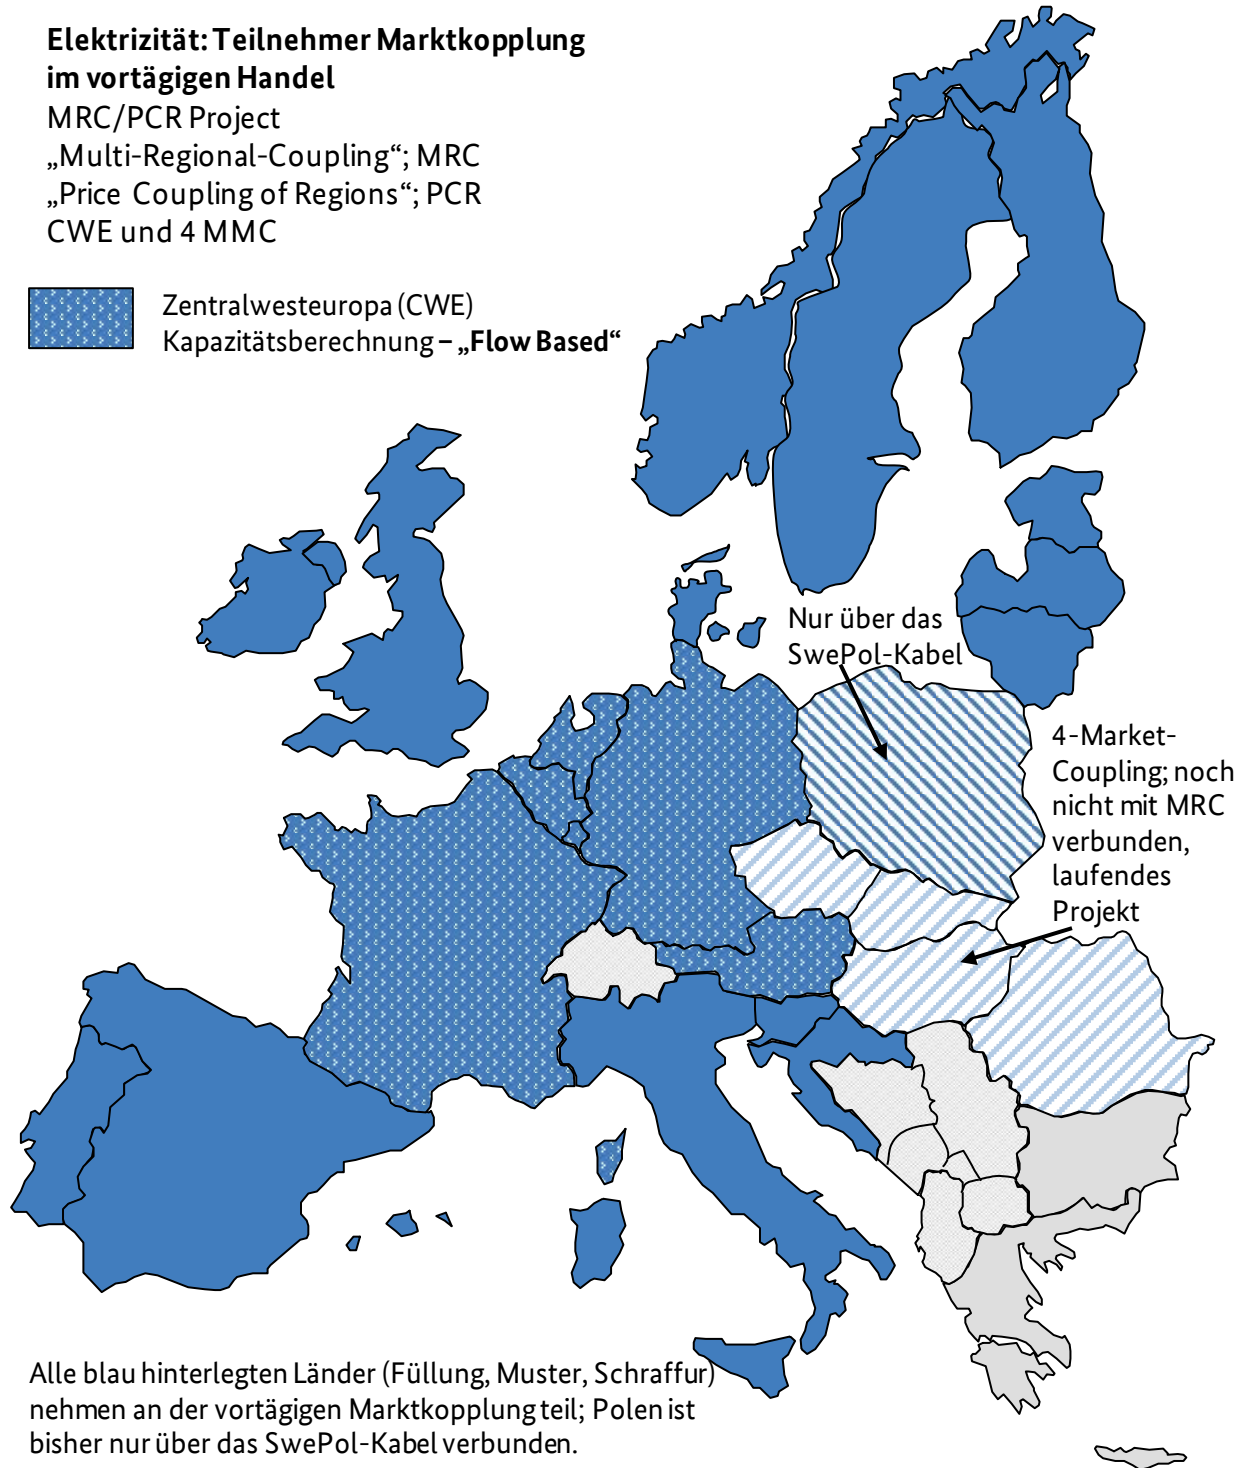 Elektrizität: Teilnehmer Marktkopplung
im vortägigen Handel
MRC/PCR Project
„Multi-Regional-Coupling“; MRC
„Price Coupling of Regions“; PCR
CWE und 4 MMC
Zentralwesteuropa (CWE)
Kapazitätsberechnung – „Flow Based“
Nur über das
SwePol-Kabel
4-Market-
Coupling; noch
nicht mit MRC
verbunden,
laufendes
Projekt
Alle blau hinterlegten Länder (Füllung, Muster, Schraffur)
nehmen an der vortägigen Marktkopplung teil; Polen ist
bisher nur über das SwePol-Kabel verbunden.